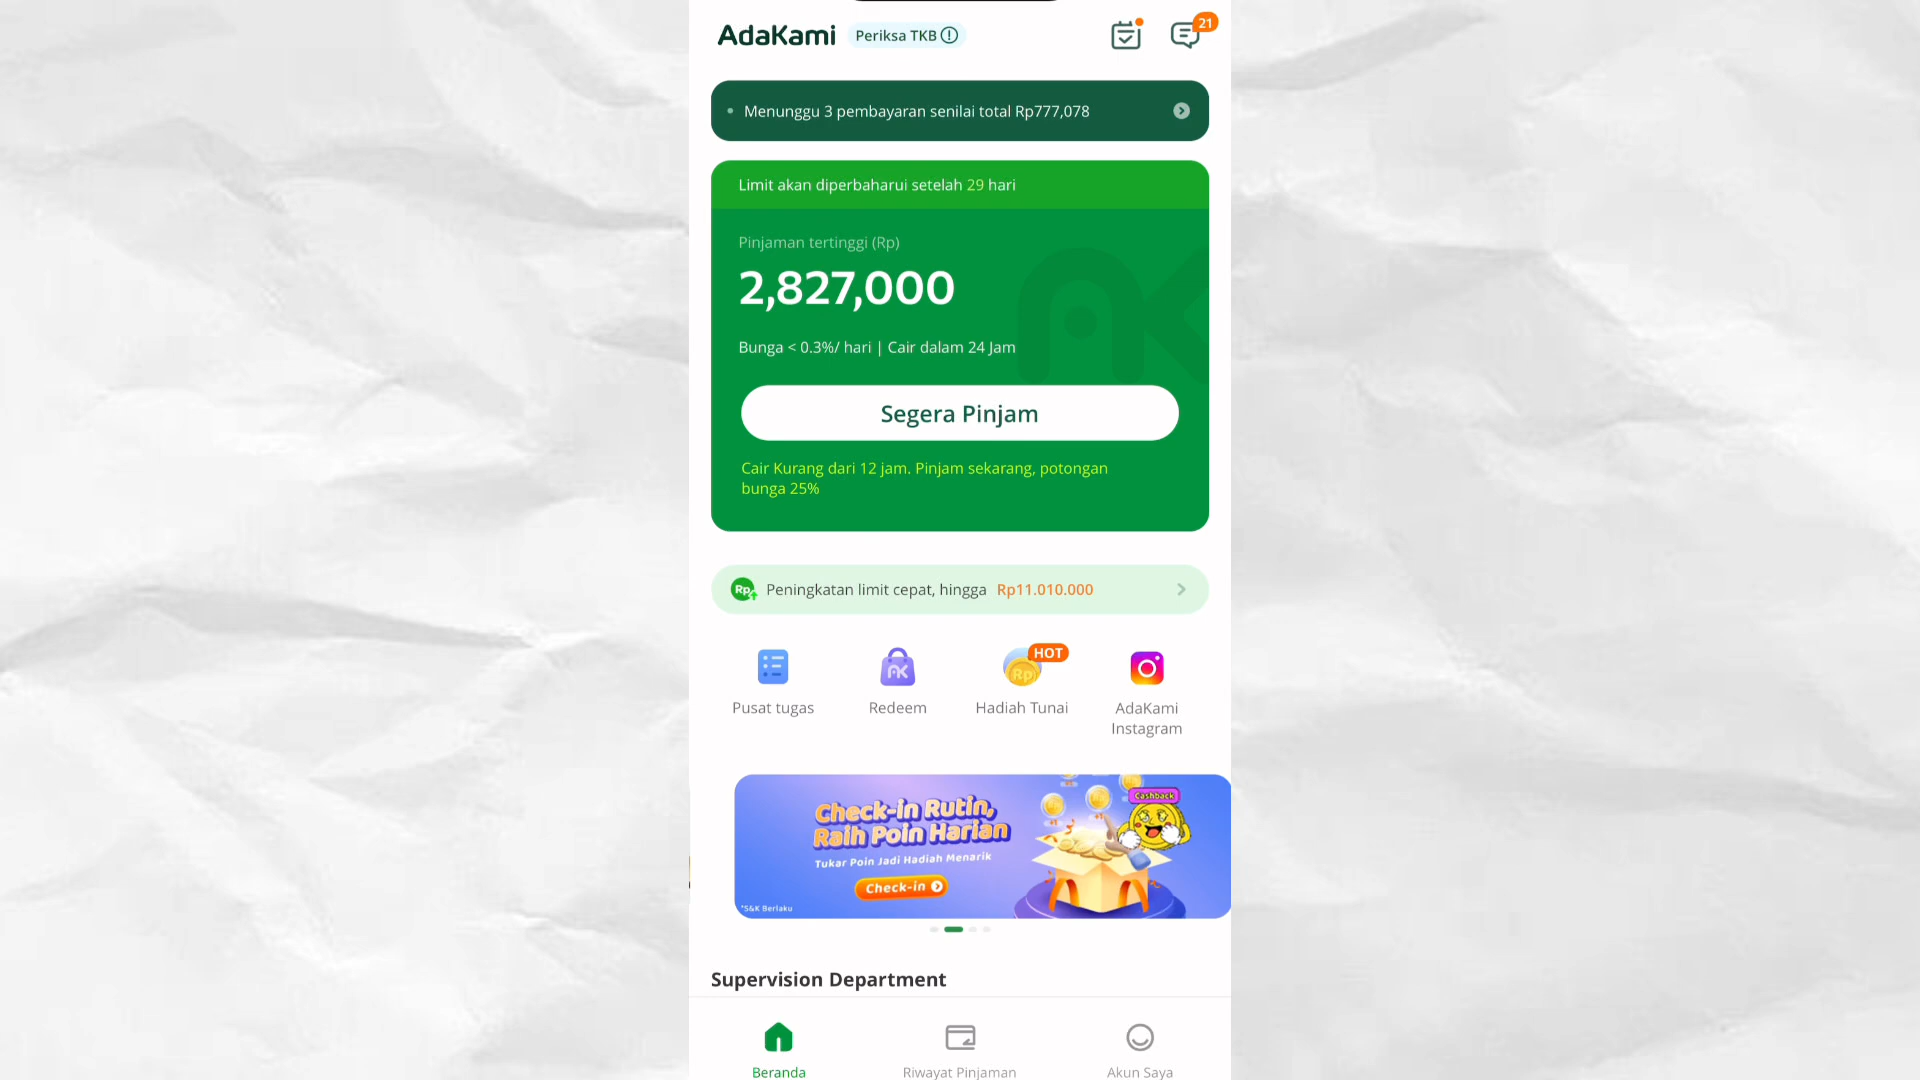 AdaKami
Periksa TKB
21
Menunggu 3 pembayaran senilai total Rp777,078
Limit akan diperbaharui setelah 29 hari
Pinjaman tertinggi (Rp)
2,827,000
Bunga < 0.3%/ hari | Cair dalam 24 Jam
Segera Pinjam
Cair Kurang dari 12 jam. Pinjam sekarang, potongan
bunga 25%
Rp
Peningkatan limit cepat, hingga Rp11.010.000
HOT
Rp
Pusat tugas
Redeem
Hadiah Tunai
AdaKami
Instagram
Cashback
Check-in Rutin,
Raih Poin Harian
Tukar Poin Jadi Hadiah Menarik
Check-in
*S&K Berlaku
Supervision Department
Beranda
Riwayat Pinjaman
Akun Saya